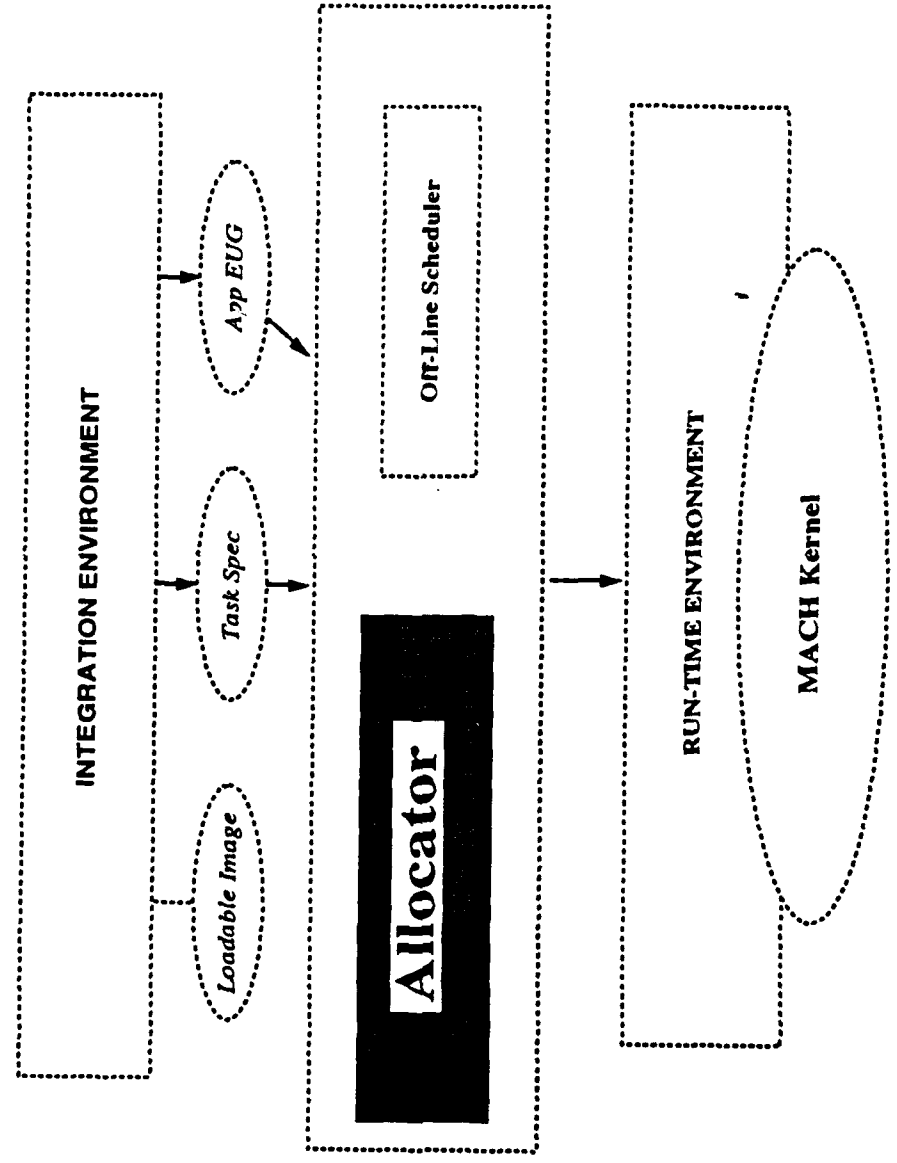 INTEGRATION ENVIRONMENT
Loadable Image
Task Spec
App EUG
Allocator
Off-Line Scheduler
RUN-TIME ENVIRONMENT
MACH Kernel